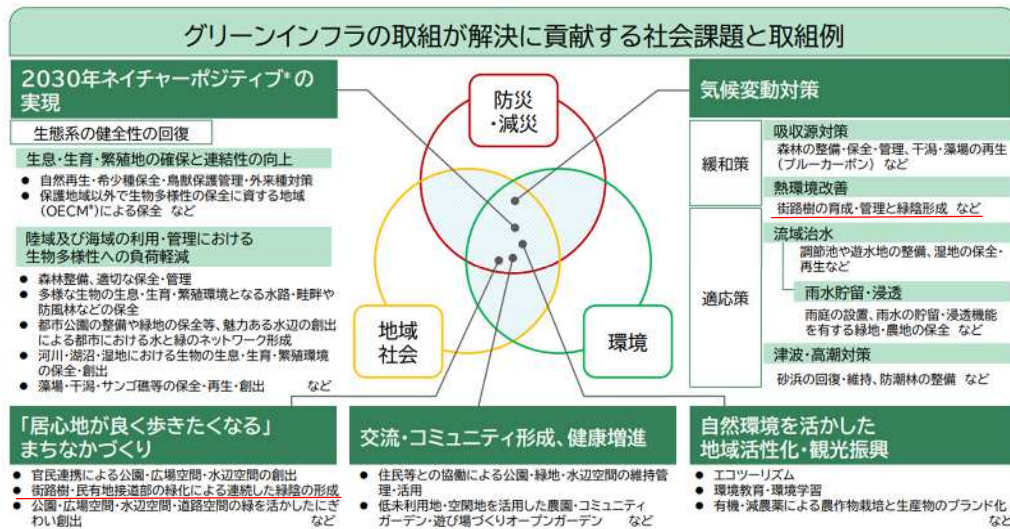 グリーンインフラの取組が解決に貢献する社会課題と取組例
2030年ネイチャーポジティブ*の
実現
生態系の健全性の回復
生息・生育・繁殖地の確保と連結性の向上
● 自然再生・希少種保全・鳥獣保護管理・外来種対策
● 保護地域以外で生物多様性の保全に資する地域
(OECM*)による保全 など
陸域及び海域の利用・管理における
生物多様性への負荷軽減
● 森林整備、適切な保全・管理
● 多様な生物の生息・生育・繁殖環境となる水路・畦畔や
防風林などの保全
● 都市公園の整備や緑地の保全等、魅力ある水辺の創出
による都市における水と緑のネットワーク形成
● 河川・湖沼・湿地における生物の生息・生育・繁殖環境
の保全・創出
● 藻場・干潟・サンゴ礁等の保全・再生・創出 など
防災
・減災
地域
社会
環境
気候変動対策
緩和策
吸収源対策
森林の整備・保全・管理、干潟・藻場の再生
(ブルーカーボン) など
熱環境改善
街路樹の育成・管理と緑陰形成 など
適応策
流域治水
調節池や遊水地の整備、湿地の保全・
再生など
雨水貯留・浸透
雨庭の設置、雨水の貯留・浸透機能
を有する緑地・農地の保全 など
津波・高潮対策
砂浜の回復・維持、防潮林の整備 など
「居心地が良く歩きたくなる」
まちなかづくり
● 官民連携による公園・広場空間・水辺空間の創出
● 街路樹・民有地接道部の緑化による連続した緑陰の形成
● 公園・広場空間・水辺空間・道路空間の緑を活かしたにぎ
わい創出 など
交流・コミュニティ形成、健康増進
● 住民等との協働による公園・緑地・水辺空間の維持管
理・活用
● 低未利用地・空閑地を活用した農園・コミュニティ
ガーデン・遊び場づくりオープンガーデン など
自然環境を活かした
地域活性化・観光振興
● エコツーリズム
● 環境教育・環境学習
● 有機・減農薬による農作物栽培と生産物のブランド化
など